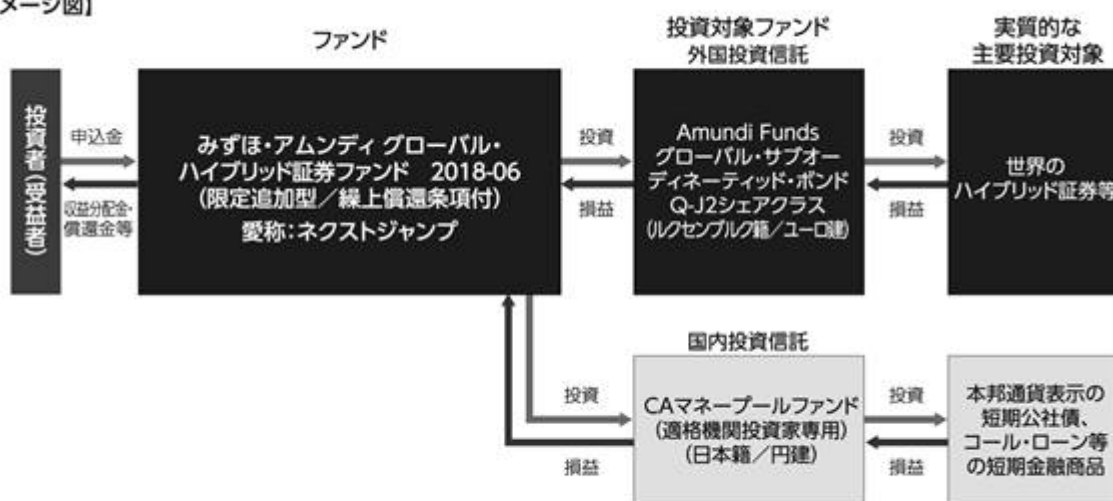 メージ図】
ファンド
投資対象ファンド
外国投資信託
実質的な
主要投資対象
投資者（受益者）
申込金
収益分配金・
償還金等
みずほ・アムンディ グローバル・
ハイブリッド証券ファンド　2018-06
（限定追加型／繰上償還条項付）
愛称：ネクストジャンプ
投資
損益
Amundi Funds
グローバル・サブオー
ディネーティッド・ボンド
Q-J2シェアクラス
（ルクセンブルク籍／ユーロ建）
投資
損益
世界の
ハイブリッド証券等
国内投資信託
投資
損益
CAマネープールファンド
（適格機関投資家専用）
（日本籍／円建）
投資
損益
本邦通貨表示の
短期公社債、
コール・ローン等
の短期金融商品